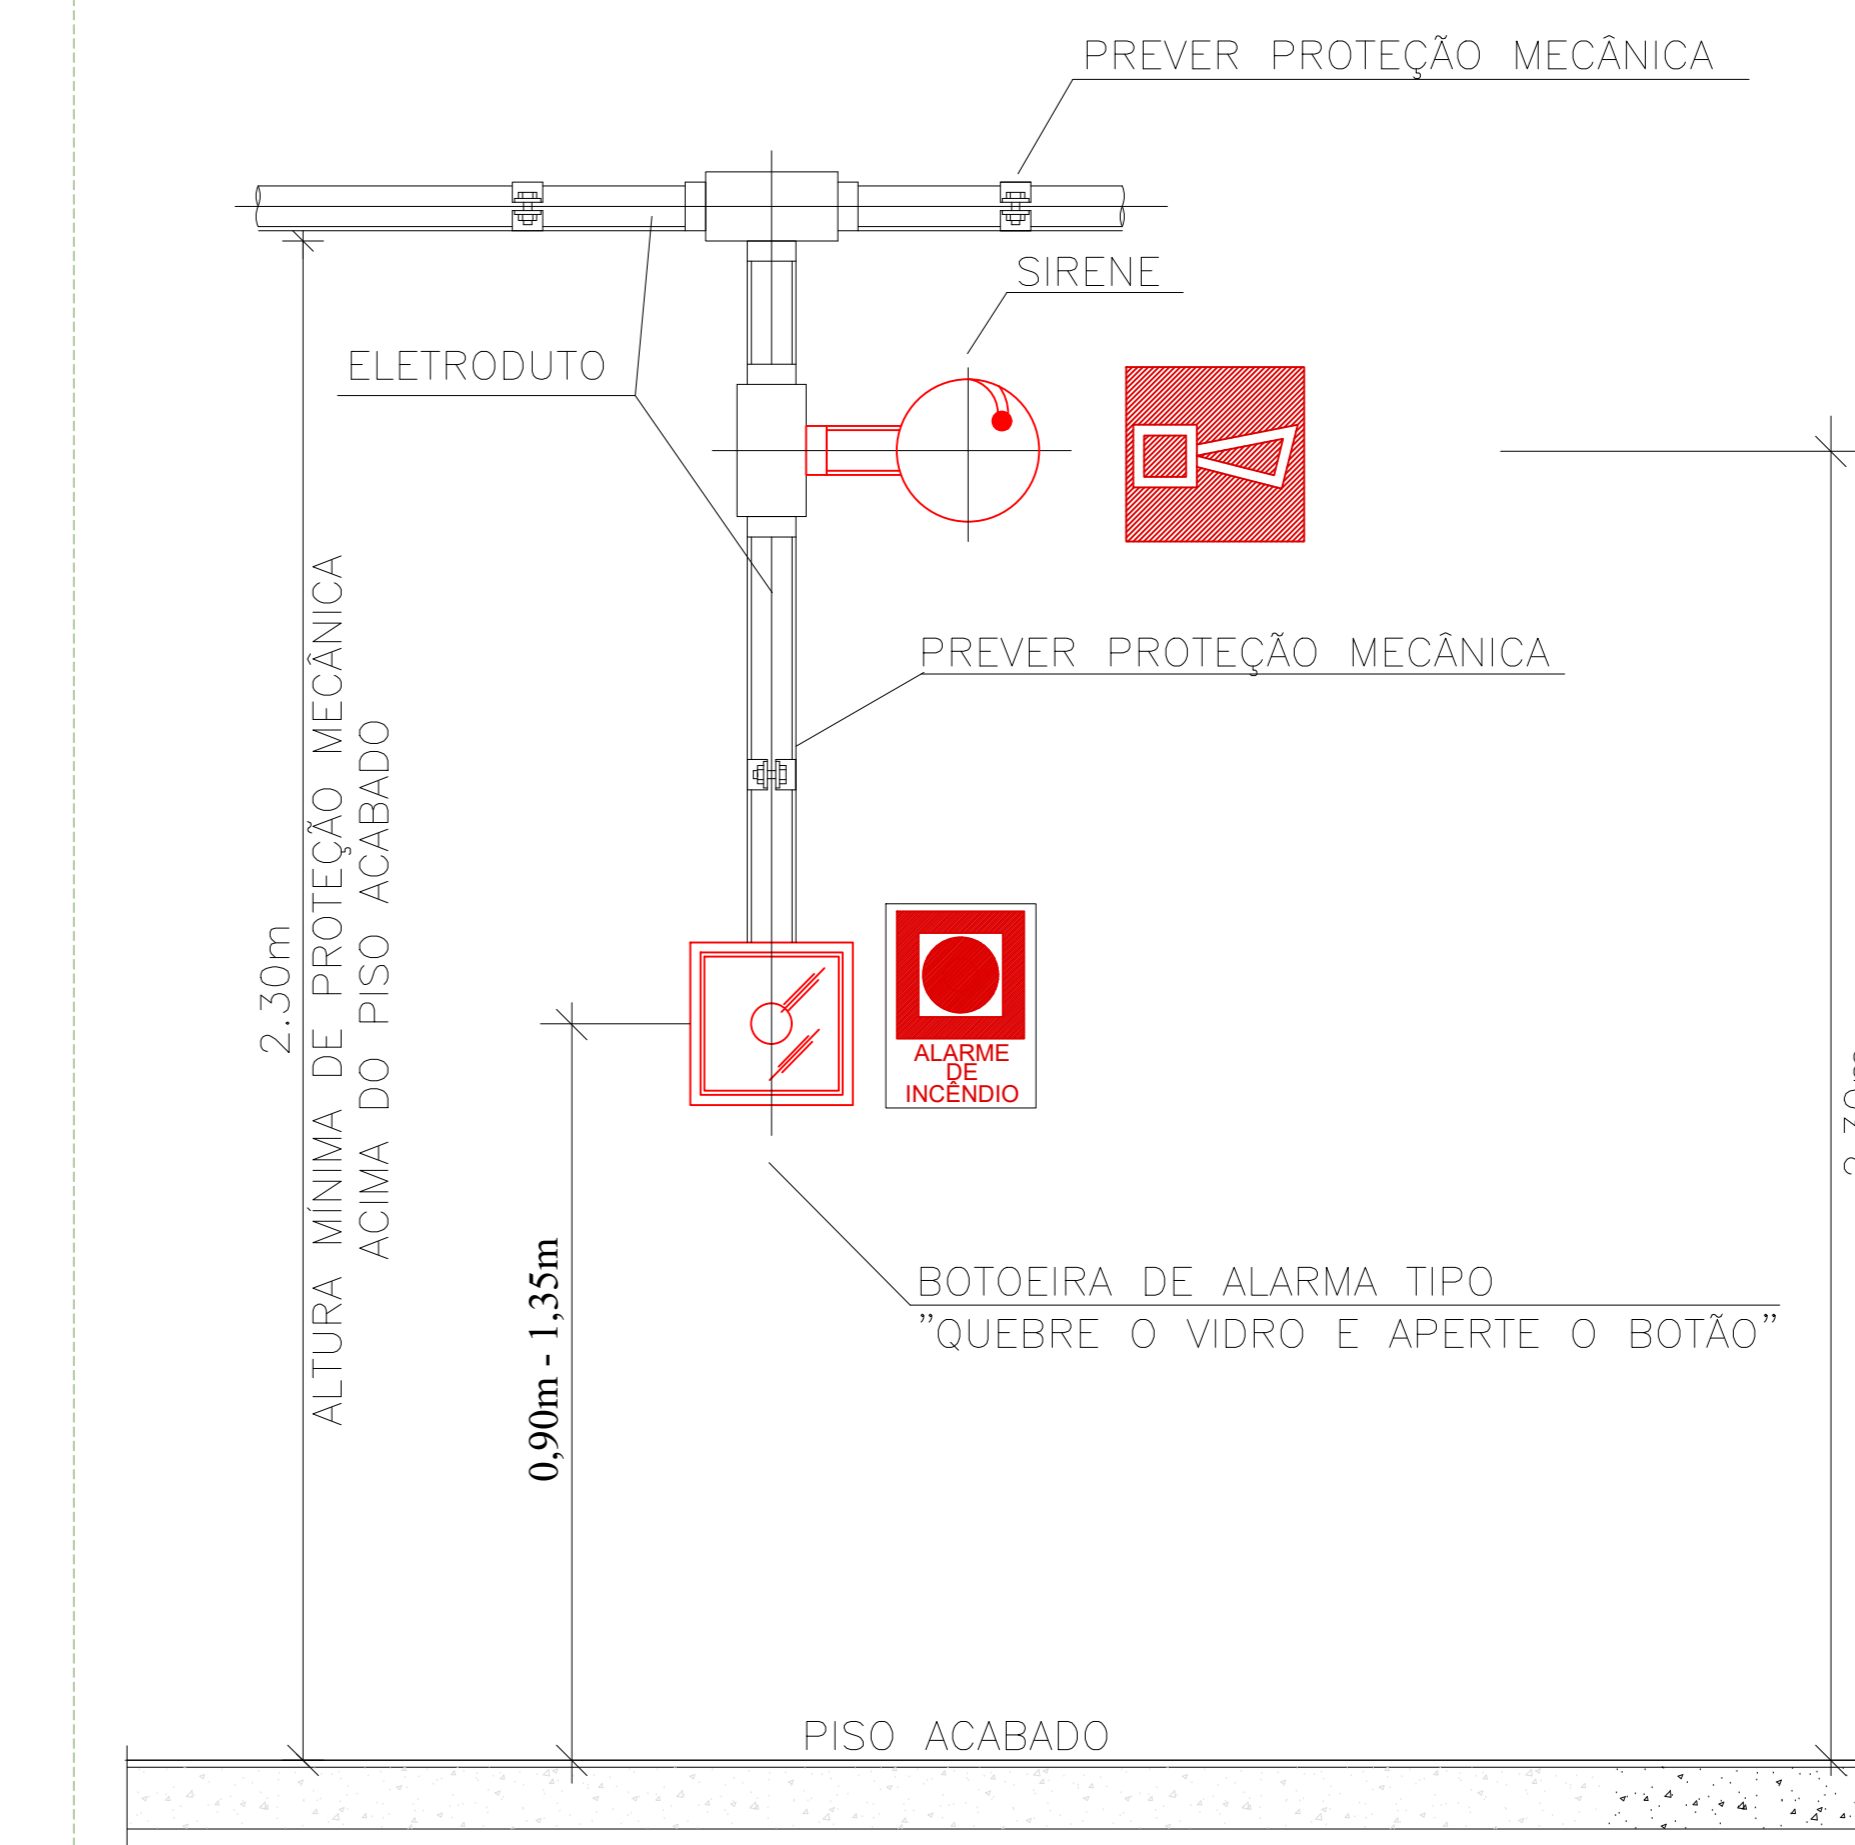 PREVER PROTEÇÃO MECÂNICA
SIRENE
ELETRODUTO
PREVER PROTEÇÃO MECÂNICA
2.30m
ALTURA MÍNIMA DE PROTEÇÃO MECÂNICA
ACIMA DO PISO ACABADO
ALARME
DE
INCÊNDIO
0,90m - 1,35m
BOTOEIRA DE ALARMA TIPO
”QUEBRE O VIDRO E APERTE O BOTÃO”
PISO ACABADO